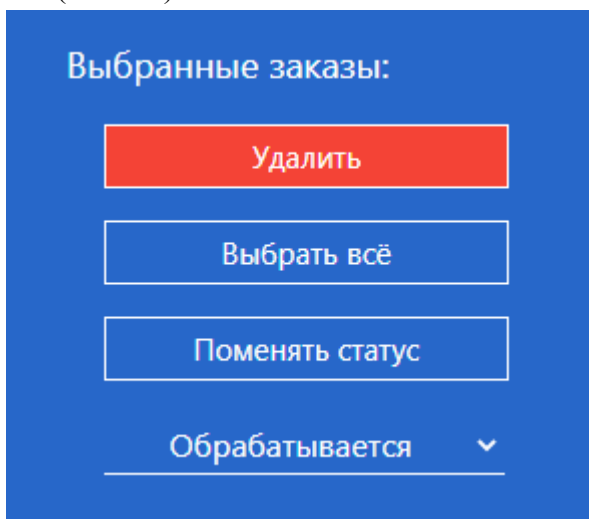 Выбранные заказы:
Удалить
Выбрать всё
Поменять статус
Обрабатывается